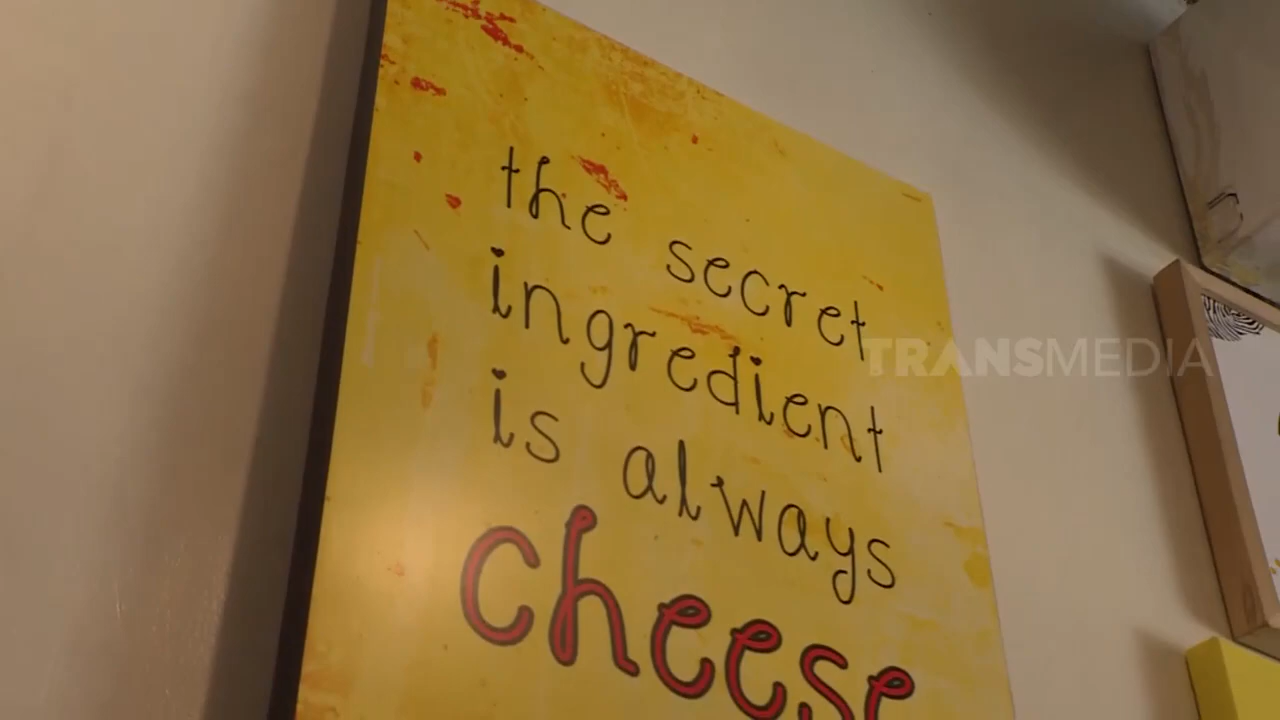 the secret
ingredient
is always
cheese
TRANSMEDIA